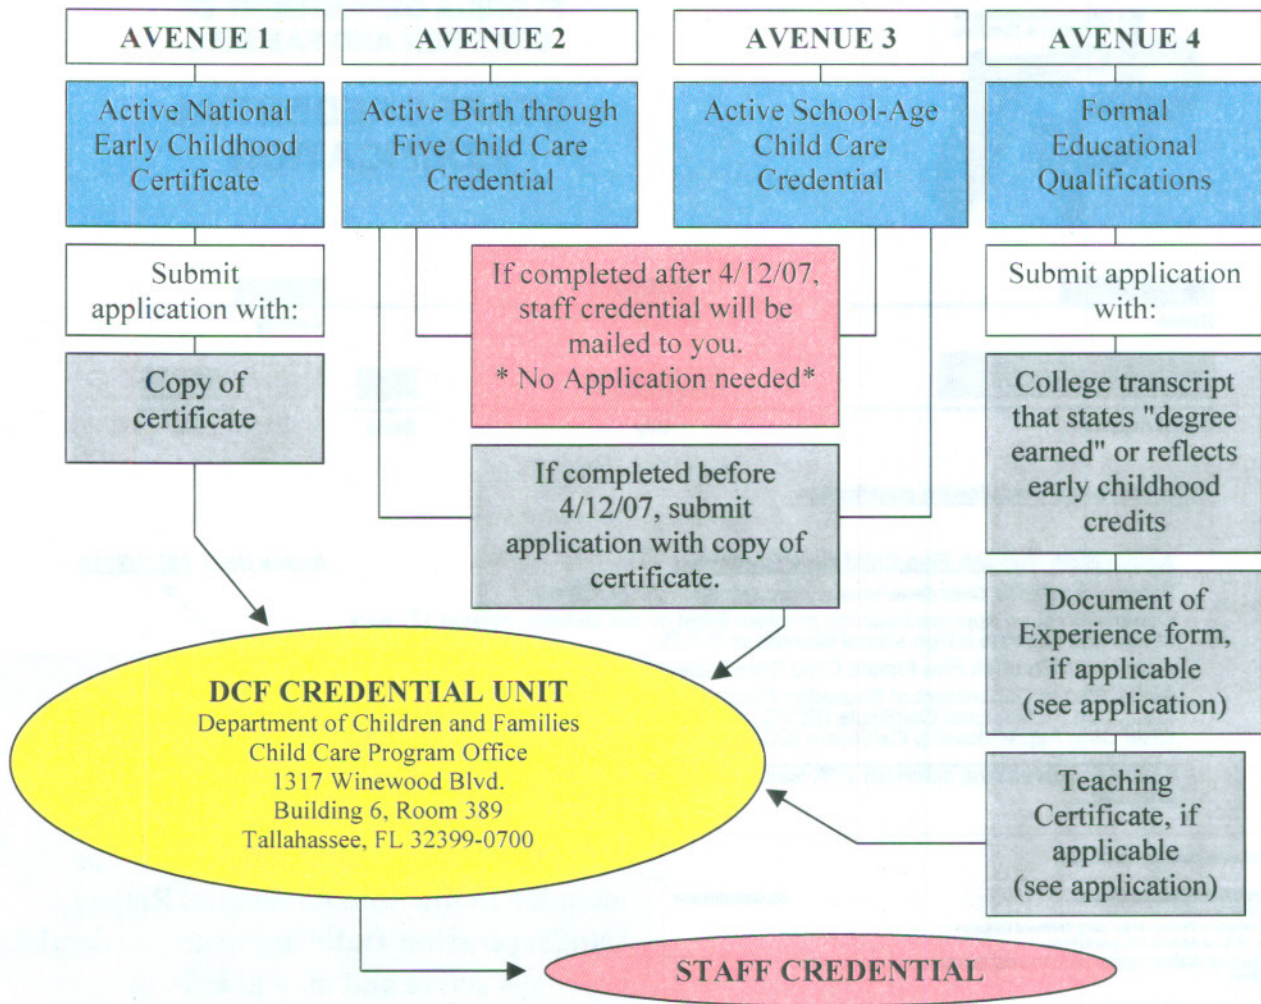 AVENUE 1
Active National
Early Childhood
Certificate
Submit
application with:
Copy of
certificate
AVENUE 2
Active Birth through
Five Child Care
Credential
AVENUE 3
Active School-Age
Child Care
Credential
If completed after 4/12/07,
staff credential will be
mailed to you.
* No Application needed*
If completed before
4/12/07, submit
application with copy of
certificate.
AVENUE 4
Formal
Educational
Qualifications
Submit application
with:
College transcript
that states "degree
earned" or reflects
early childhood
credits
Document of
Experience form,
if applicable
(see application)
Teaching
Certificate, if
applicable
(see application)
DCF CREDENTIAL UNIT
Department of Children and Families
Child Care Program Office
1317 Winewood Blvd.
Building 6, Room 389
Tallahassee, FL 32399-0700
STAFF CREDENTIAL